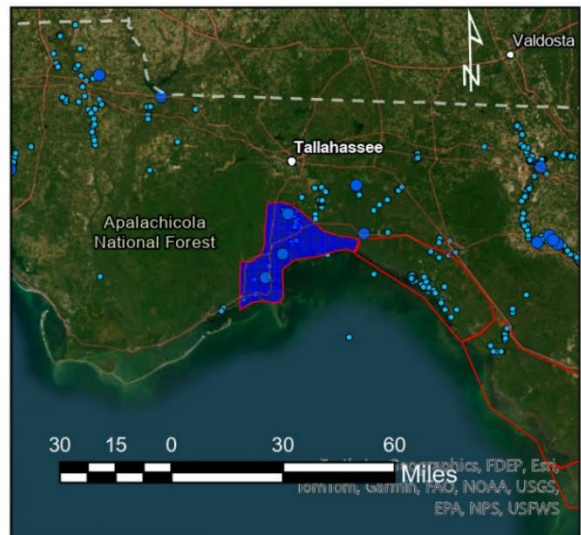 N
Valdosta
Tallahassee
Apalachicola
National Forest
30 15 0 30 60
Miles
Geographics, FDEP, Esri,
TomTom, Garmin, FAO, NOAA, USGS,
EPA, NPS, USFWS